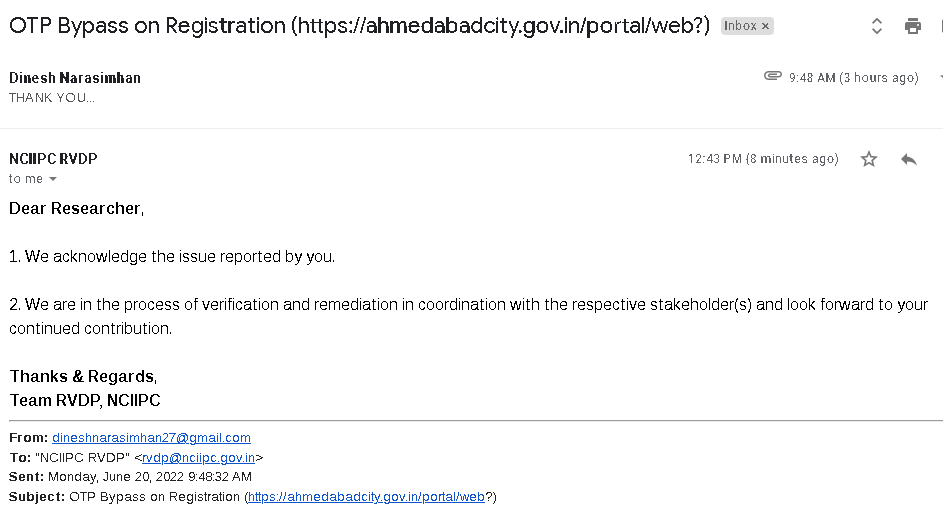 OTP Bypass on Registration (https://ahmedabadcity.gov.in/portal/web?) Inbox ×
Dinesh Narasimhan 9:48 AM (3 hours ago)
THANK YOU...
NCIIPC RVDP 12:43 PM (8 minutes ago)
to me
Dear Researcher,
1. We acknowledge the issue reported by you.
2. We are in the process of verification and remediation in coordination with the respective stakeholder(s) and look forward to your
continued contribution.
Thanks & Regards,
Team RVDP, NCIIPC
From: dineshnarasimhan27@gmail.com
To: "NCIIPC RVDP" <rvdp@nciipc.gov.in>
Sent: Monday, June 20, 2022 9:48:32 AM
Subject: OTP Bypass on Registration (https://ahmedabadcity.gov.in/portal/web?)